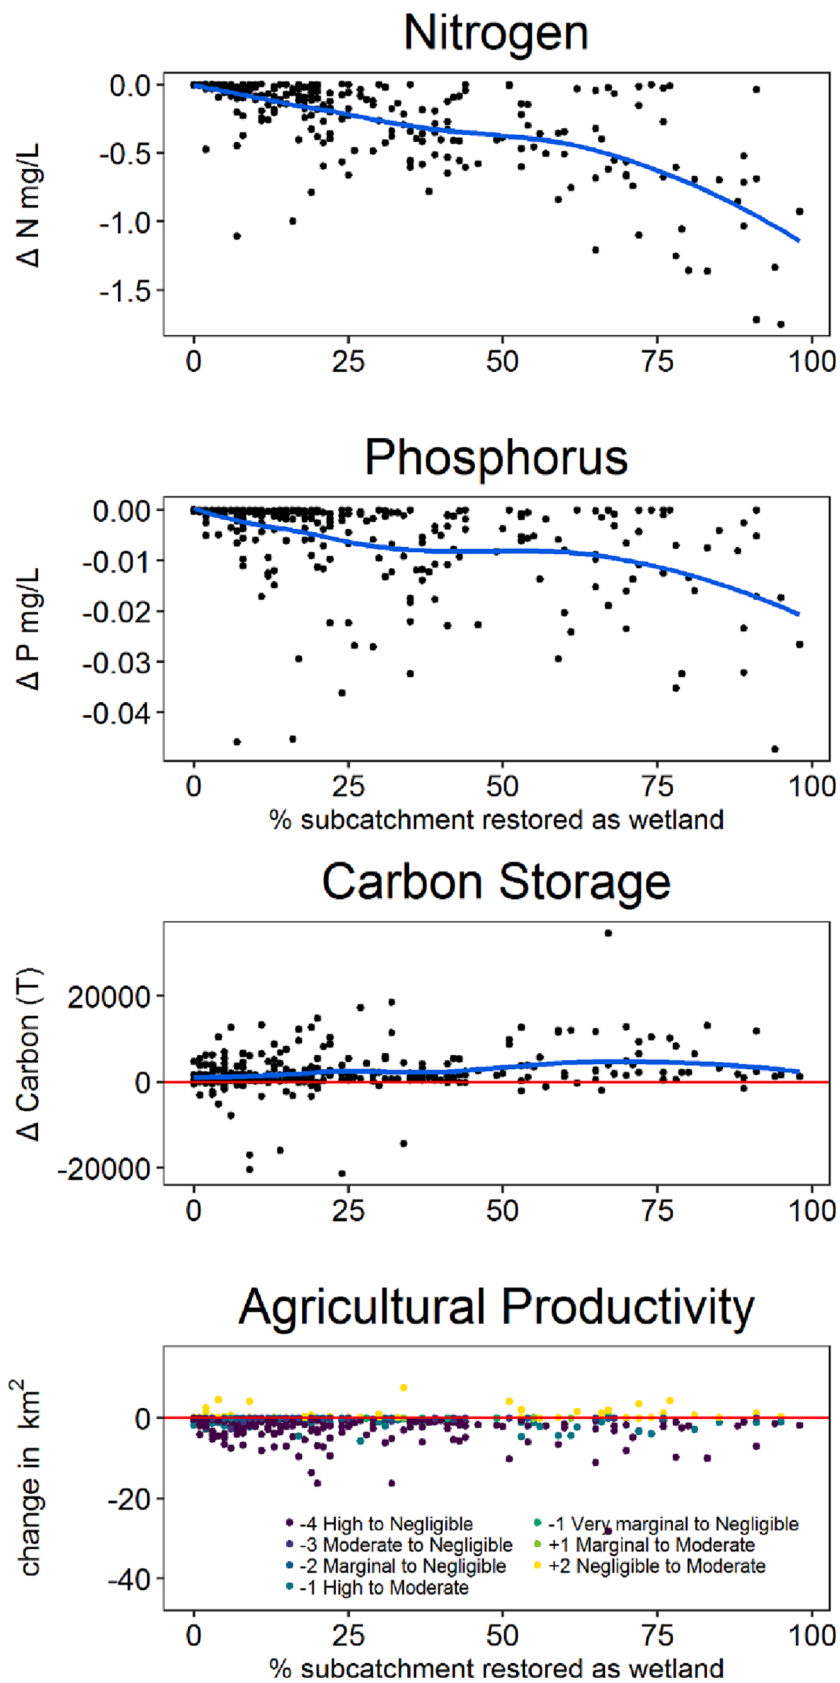 Nitrogen
Δ N mg/L
0.0
-0.5
-1.0
-1.5
0 25 50 75 100
Phosphorus
Δ P mg/L
0.00
-0.01
-0.02
-0.03
-0.04
0 25 50 75 100
% subcatchment restored as wetland
Carbon Storage
Δ Carbon (T)
20000
0
-20000
0 25 50 75 100
Agricultural Productivity
change in km²
0
-20
-40
-4 High to Negligible
-3 Moderate to Negligible
-2 Marginal to Negligible
-1 High to Moderate
-1 Very marginal to Negligible
+1 Marginal to Moderate
+2 Negligible to Moderate
0 25 50 75 100
% subcatchment restored as wetland